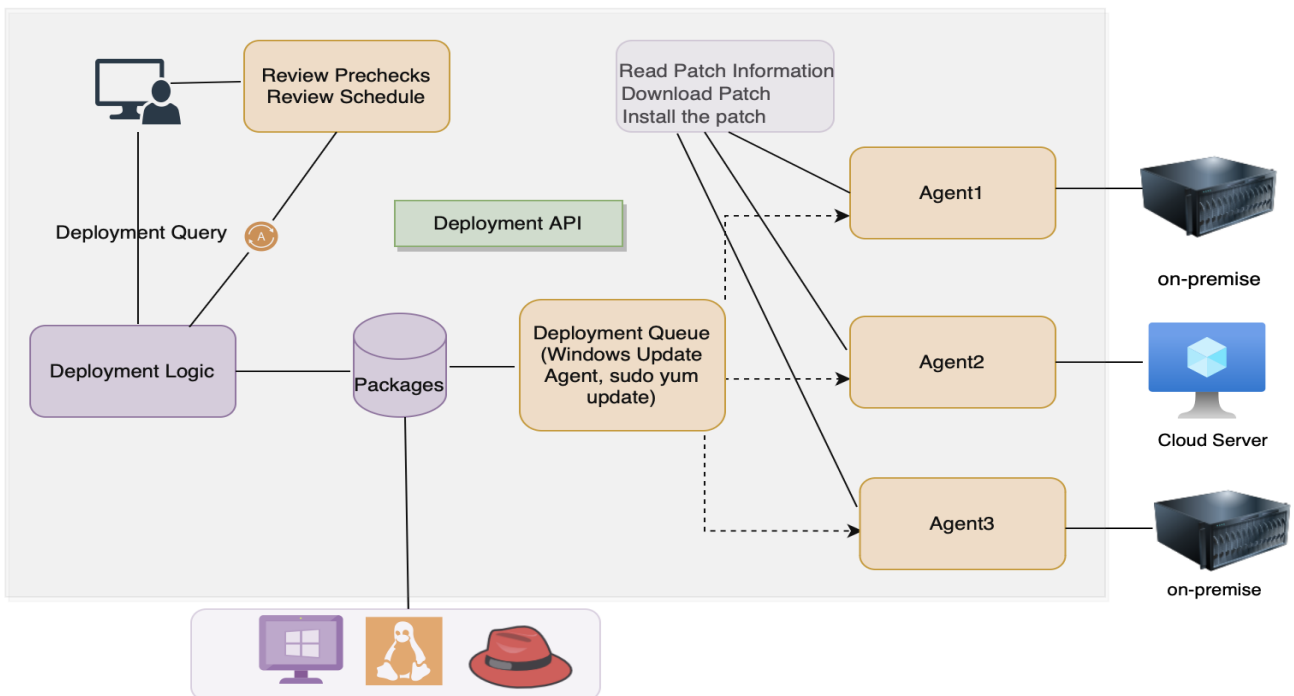 Review Prechecks
Review Schedule
Read Patch Information
Download Patch
Install the patch
Agent1
Deployment API
Deployment Query
A
on-premise
Deployment Queue
(Windows Update
Agent, sudo yum
update)
Deployment Logic
Packages
Agent2
Cloud Server
Agent3
on-premise